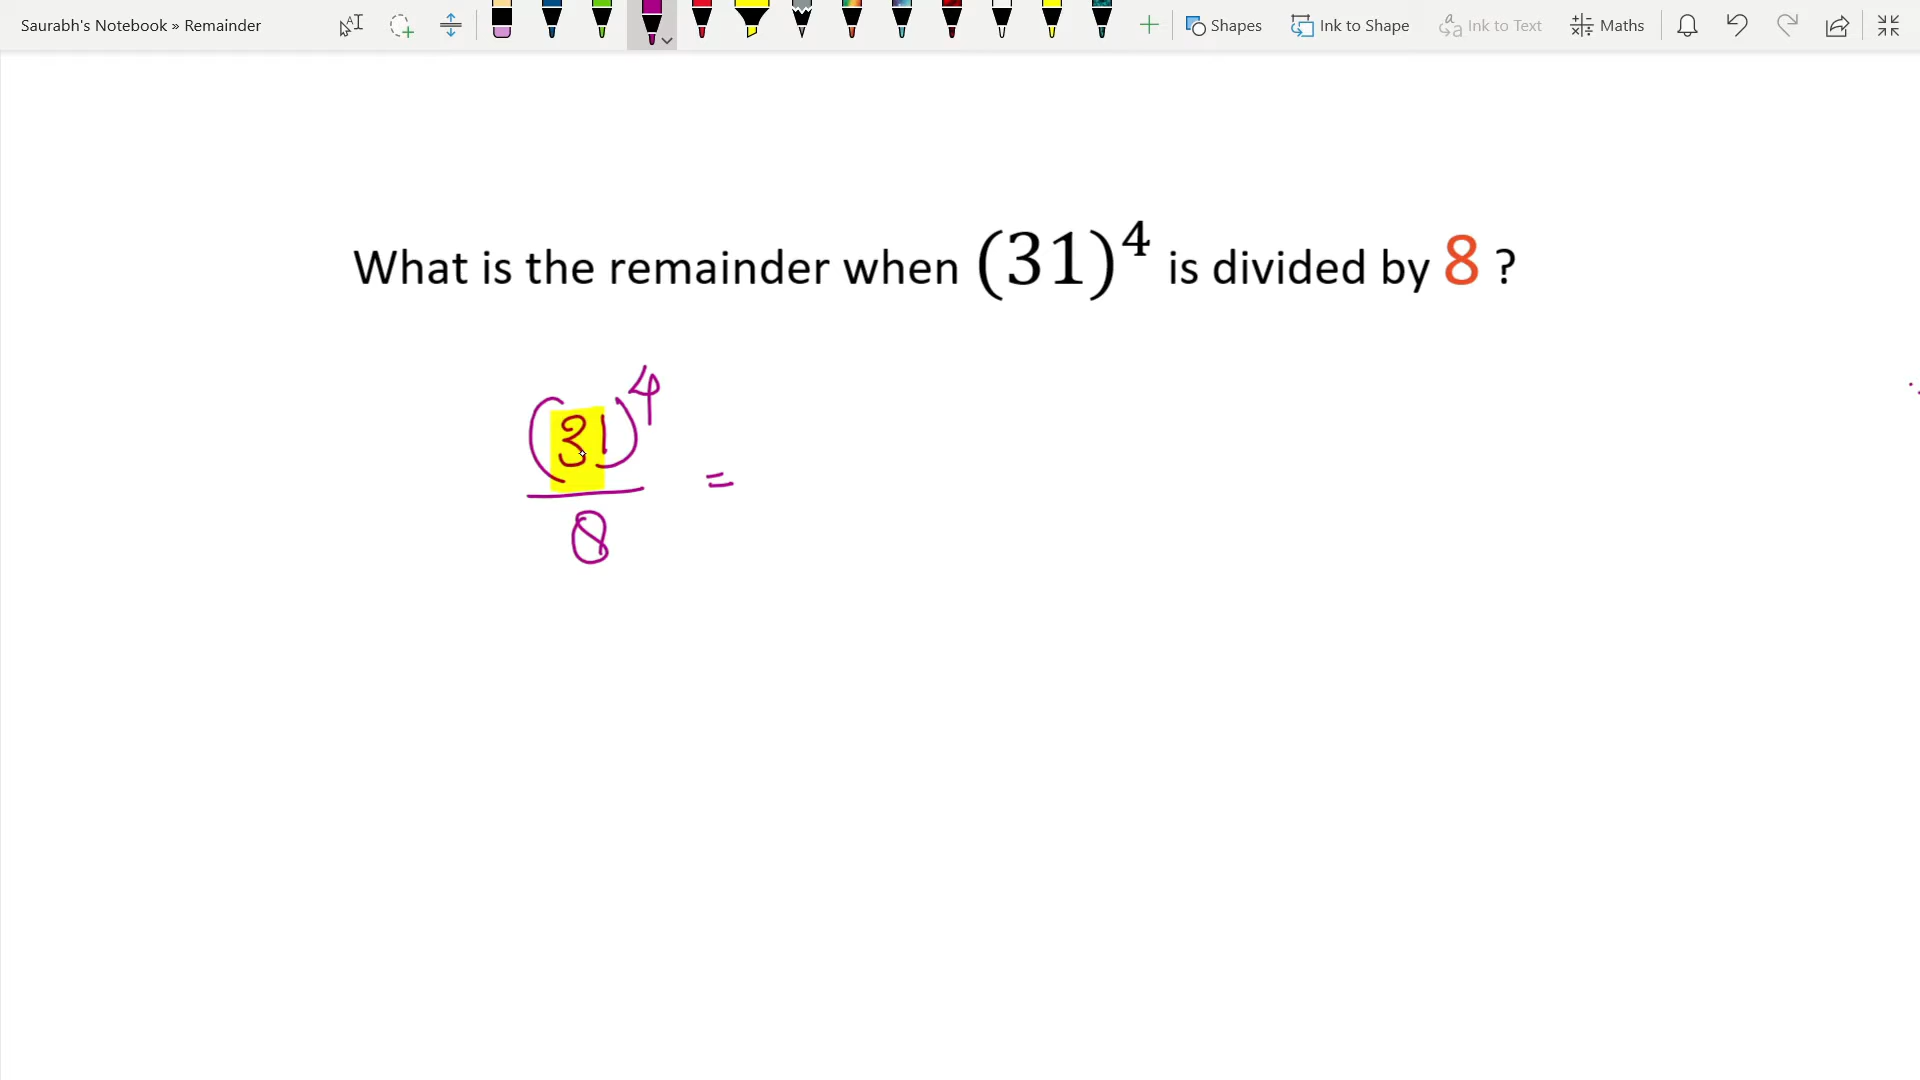 Saurabh's Notebook » Remainder
Shapes
Ink to Shape
Ink to Text
Maths
What is the remainder when (31)⁴ is divided by 8 ?
(31)⁴
=
8